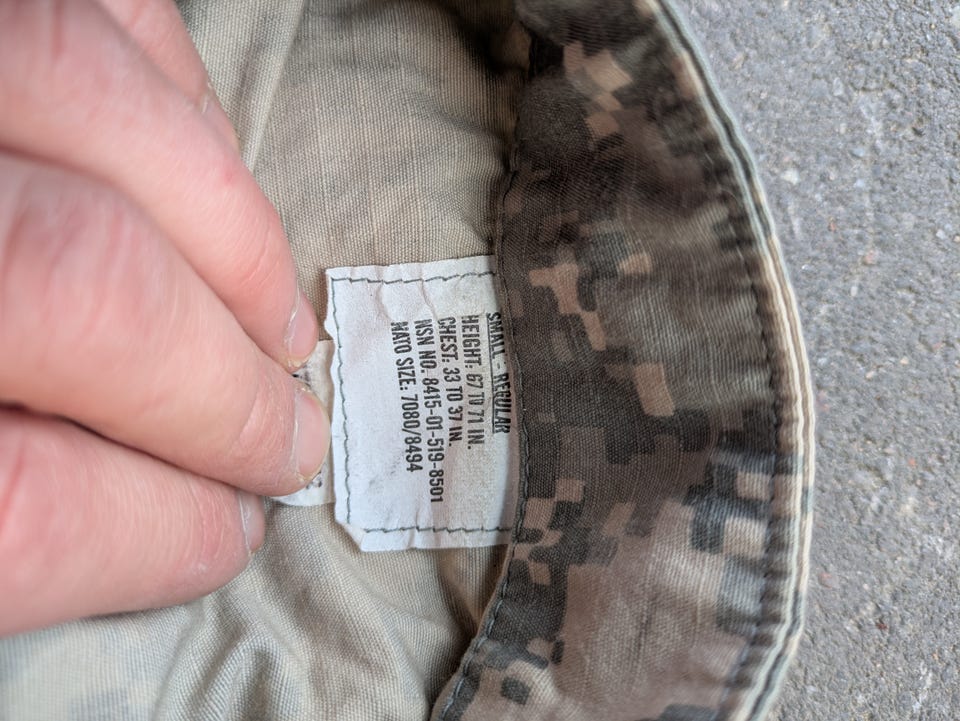 SMALL - REGULAR
HEIGHT: 67 TO 71 IN.
CHEST: 33 TO 37 IN.
NSN NO. 8415-01-519-8501
NATO SIZE: 7080/8494